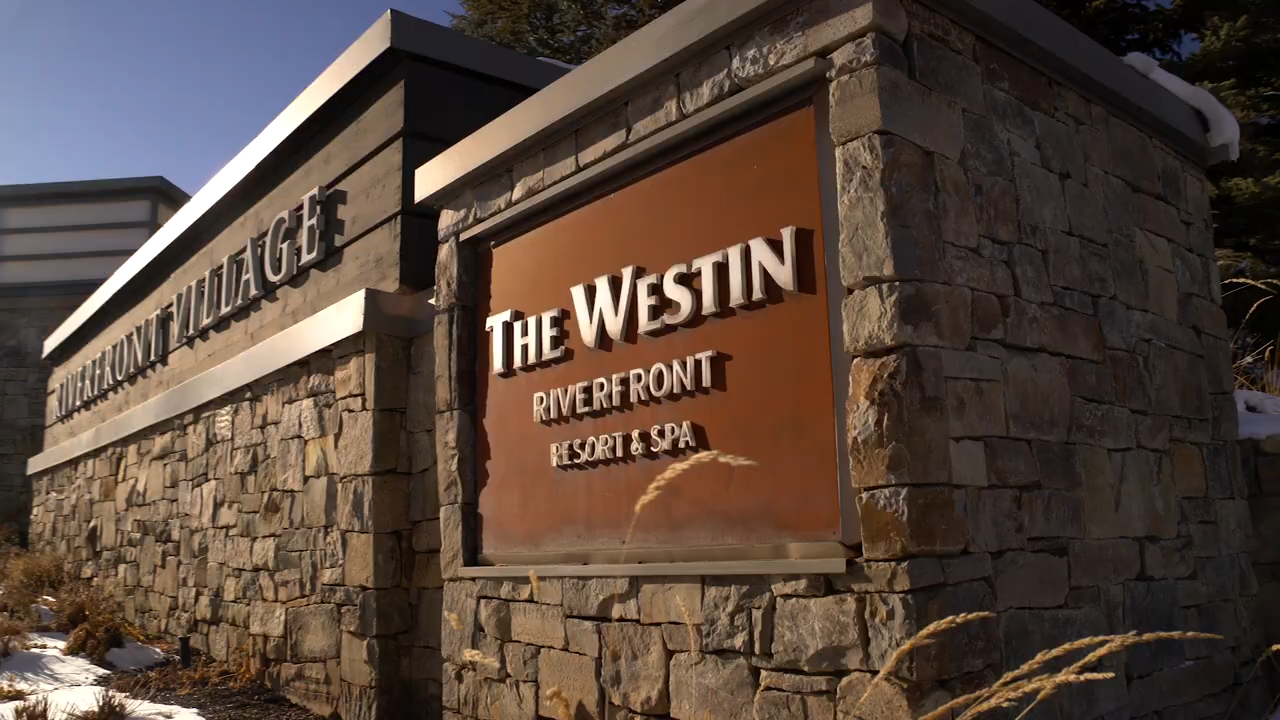 RIVERFRONT VILLAGE
THE WESTIN
RIVERFRONT
RESORT & SPA